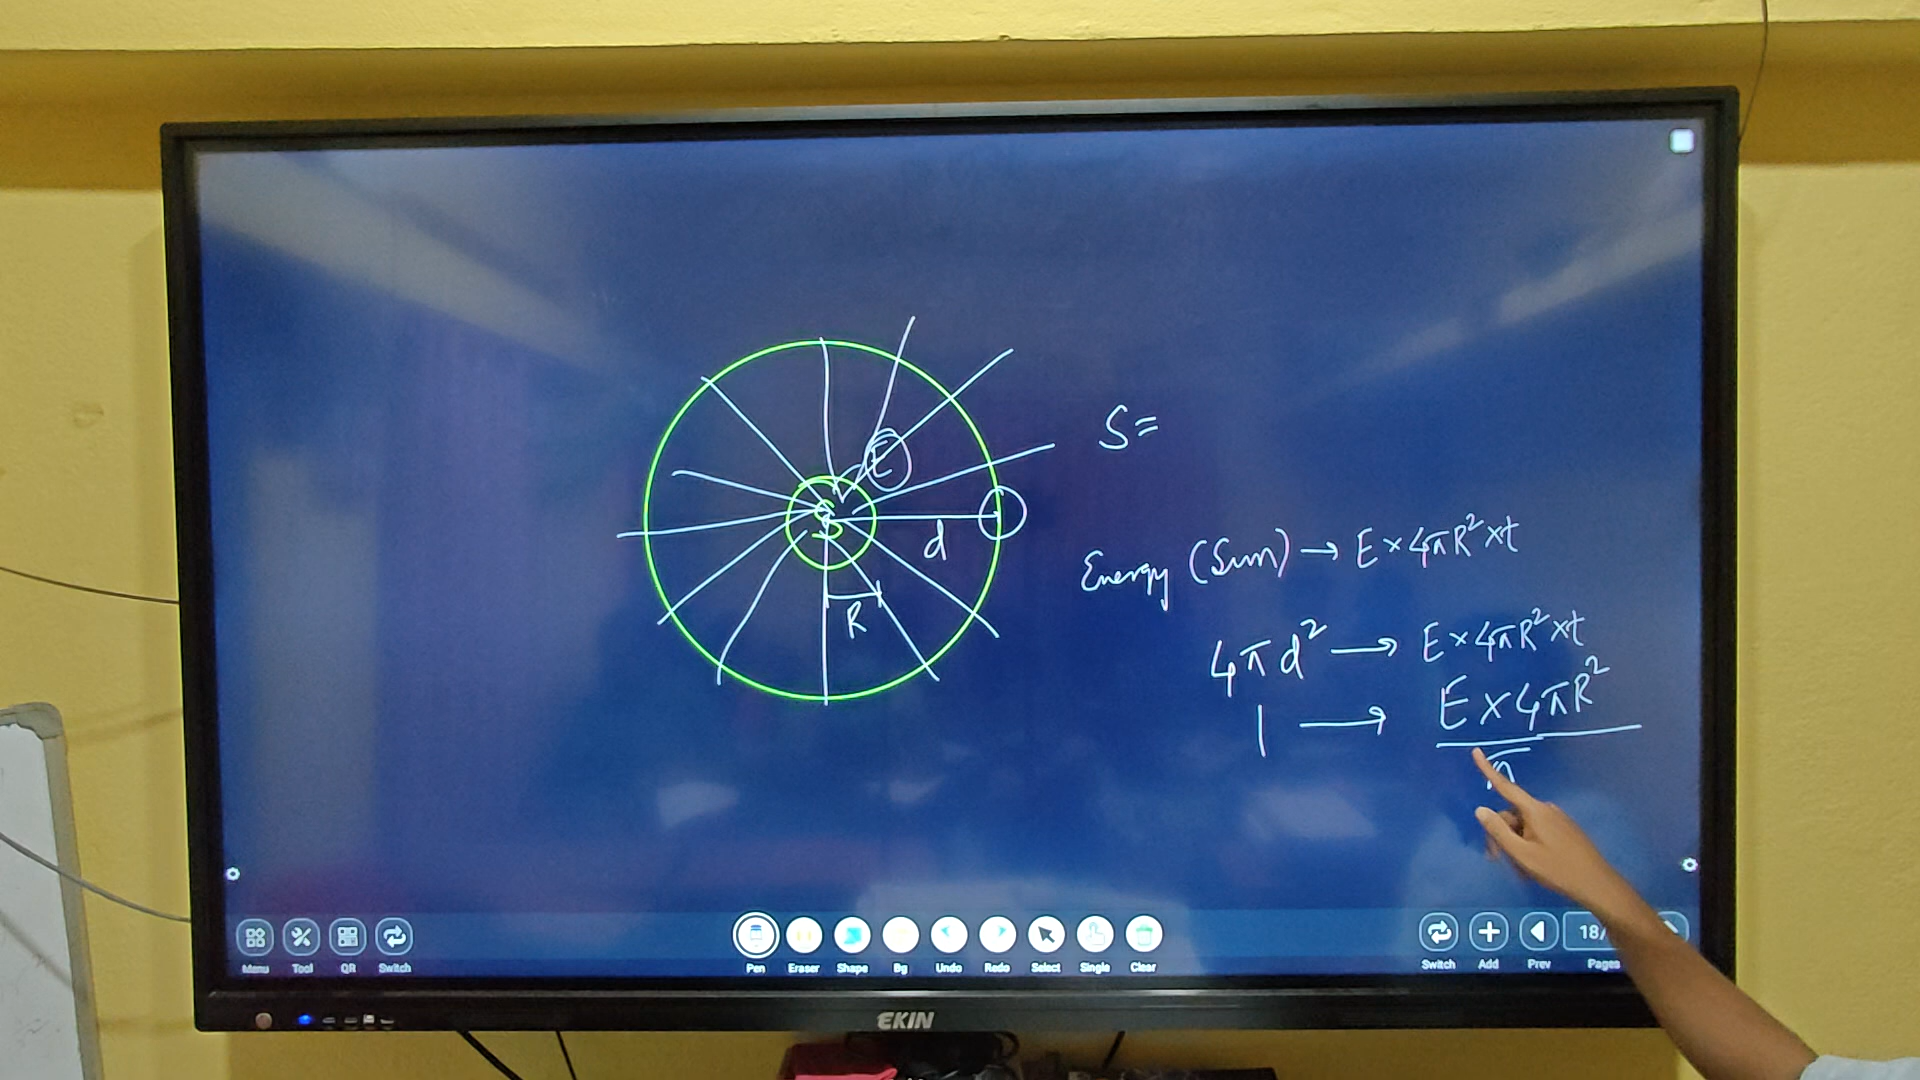 E
S
d
R
S=
Energy (Sun) → E×4πR²×t
4πd² → E×4πR²×t
1 → E×4πR²
π
Menu Tool QR Switch
Pen Eraser Shape Bg Undo Redo Select Single Clear
Switch Add Prev 18/ Pages
EKIN